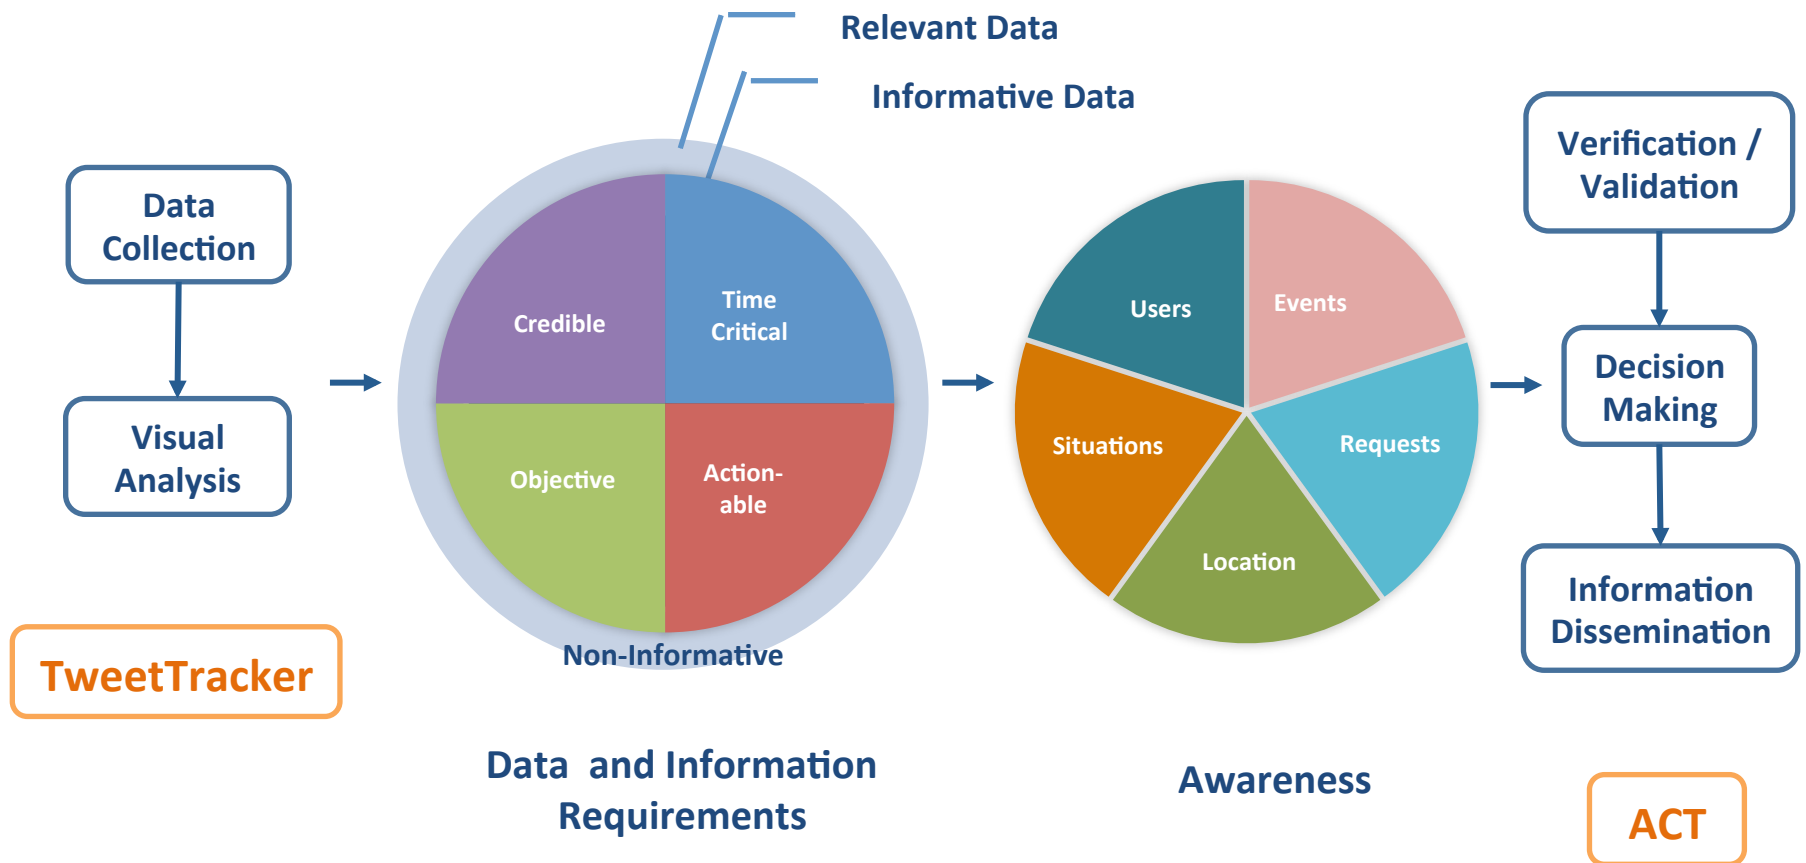 Relevant Data
Informative Data
Data
Collection
Visual
Analysis
TweetTracker
Credible
Time
Critical
Objective
Action-
able
Non-Informative
Data and Information
Requirements
Users
Events
Situations
Requests
Location
Awareness
Verification /
Validation
Decision
Making
Information
Dissemination
ACT